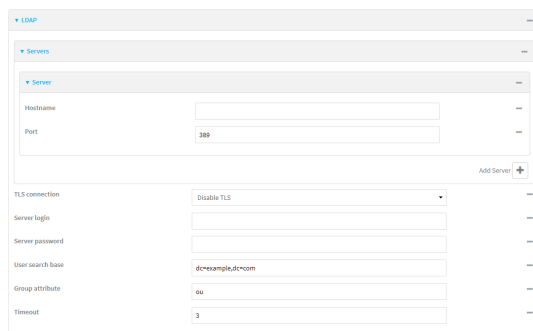 LDAP
Servers
Server
Hostname
Port 389
Add Server
TLS connection Disable TLS
Server login
Server password
User search base dc=example,dc=com
Group attribute ou
Timeout 3